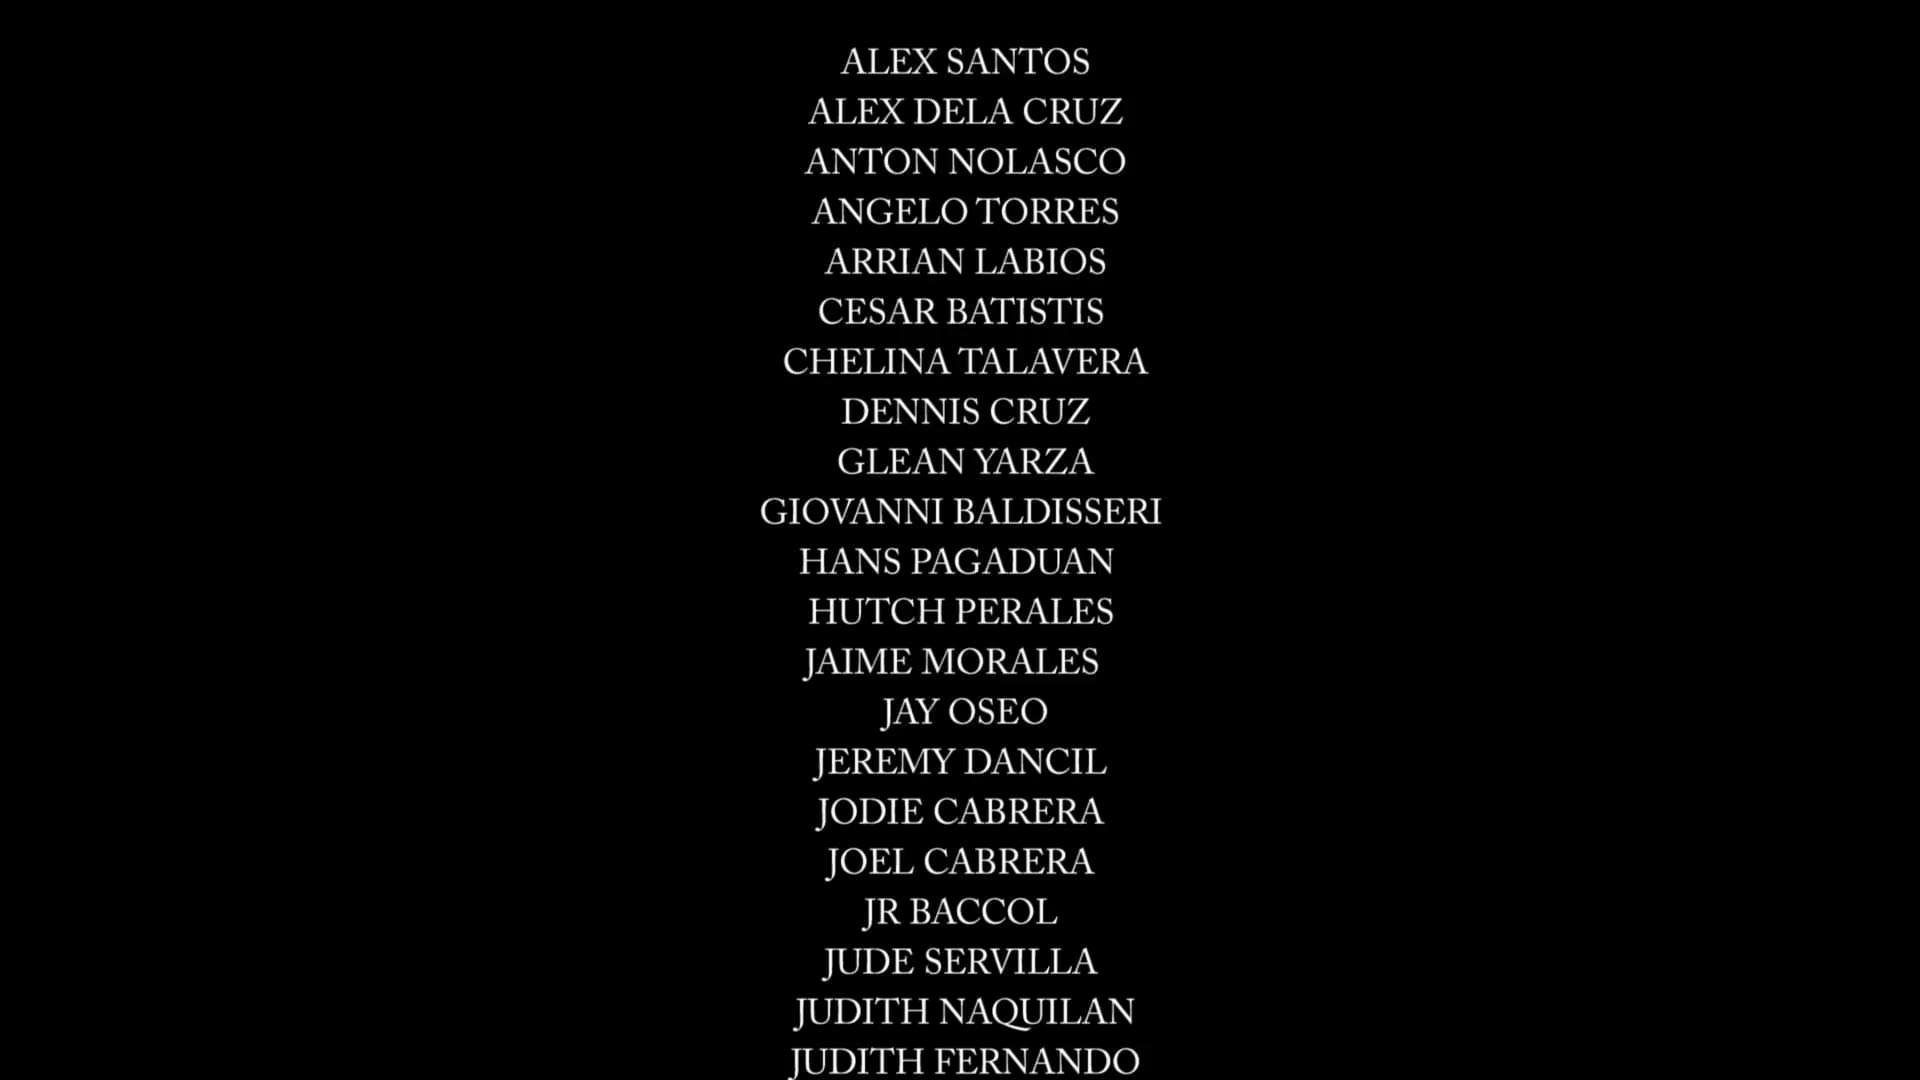 ALEX SANTOS
ALEX DELA CRUZ
ANTON NOLASCO
ANGELO TORRES
ARRIAN LABIOS
CESAR BATISTIS
CHELINA TALAVERA
DENNIS CRUZ
GLEAN YARZA
GIOVANNI BALDISSERI
HANS PAGADUAN
HUTCH PERALES
JAIME MORALES
JAY OSEO
JEREMY DANCIL
JODIE CABRERA
JOEL CABRERA
JR BACCOL
JUDE SERVILLA
JUDITH NAQUILAN
JUDITH FERNANDO